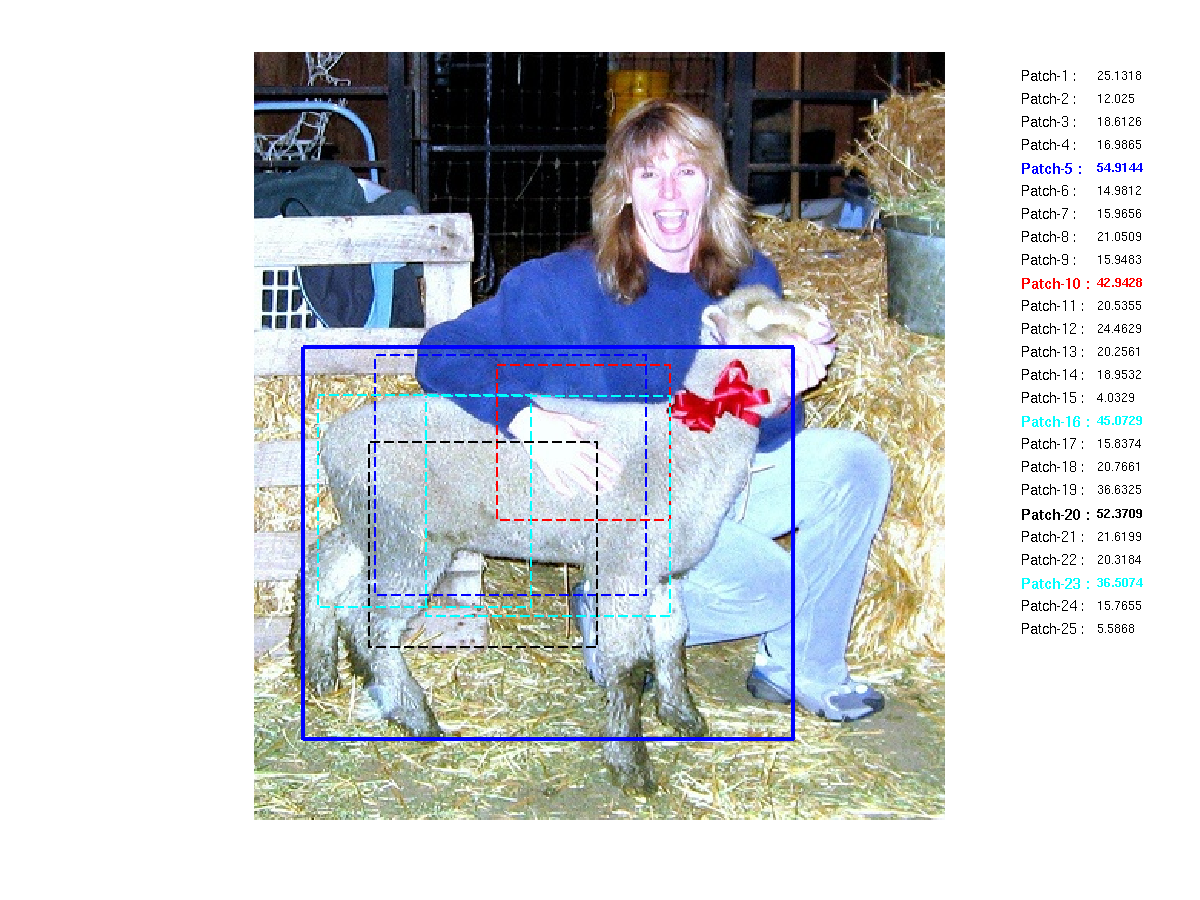 Patch-1 : 25.1318
Patch-2 : 12.025
Patch-3 : 18.6126
Patch-4 : 16.9865
Patch-5 : 54.9144
Patch-6 : 14.9812
Patch-7 : 15.9656
Patch-8 : 21.0509
Patch-9 : 15.9483
Patch-10 : 42.9428
Patch-11 : 20.5355
Patch-12 : 24.4629
Patch-13 : 20.2561
Patch-14 : 18.9532
Patch-15 : 4.0329
Patch-16 : 45.0729
Patch-17 : 15.8374
Patch-18 : 20.7661
Patch-19 : 36.6325
Patch-20 : 52.3709
Patch-21 : 21.6199
Patch-22 : 20.3184
Patch-23 : 36.5074
Patch-24 : 15.7655
Patch-25 : 5.5868